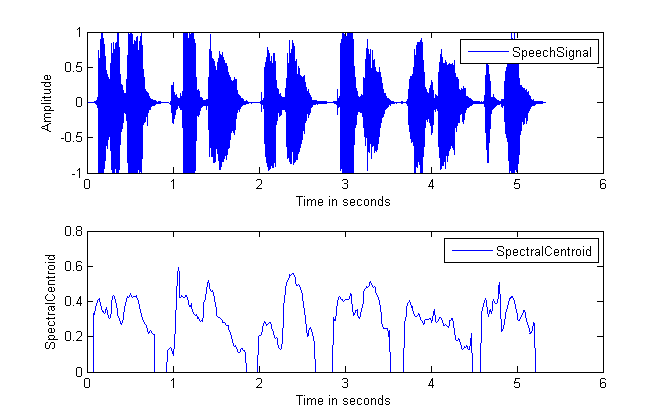 1
0.5
0
-0.5
-1
Amplitude
SpeechSignal
0 1 2 3 4 5 6
Time in seconds
0.8
0.6
0.4
0.2
0
SpectralCentroid
SpectralCentroid
0 1 2 3 4 5 6
Time in seconds